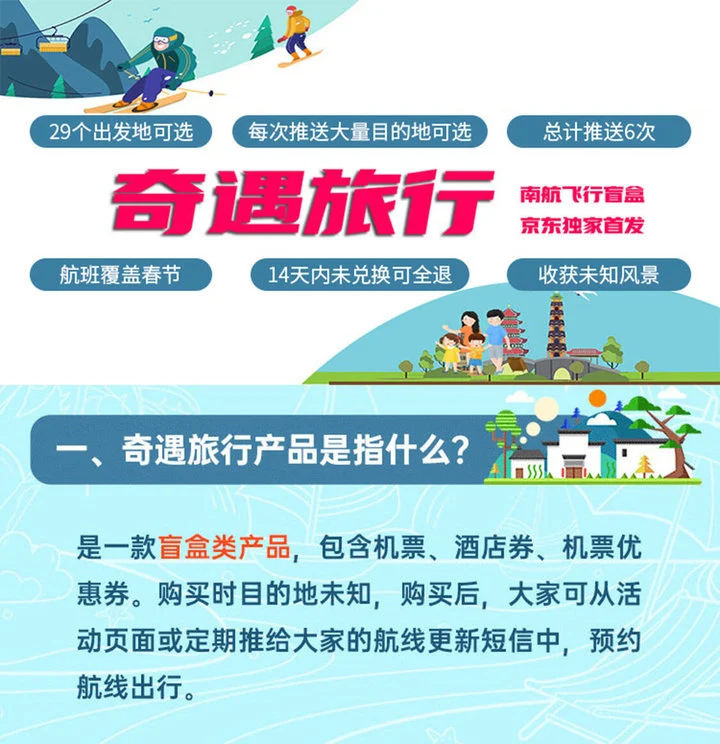 29个出发地可选
每次推送大量目的地可选
总计推送6次
奇遇旅行
南航飞行盲盒
京东独家首发
航班覆盖春节
14天内未兑换可全退
收获未知风景
一、奇遇旅行产品是指什么？
是一款盲盒类产品，包含机票、酒店券、机票优
惠券。购买时目的地未知，购买后，大家可从活
动页面或定期推给大家的航线更新短信中，预约
航线出行。